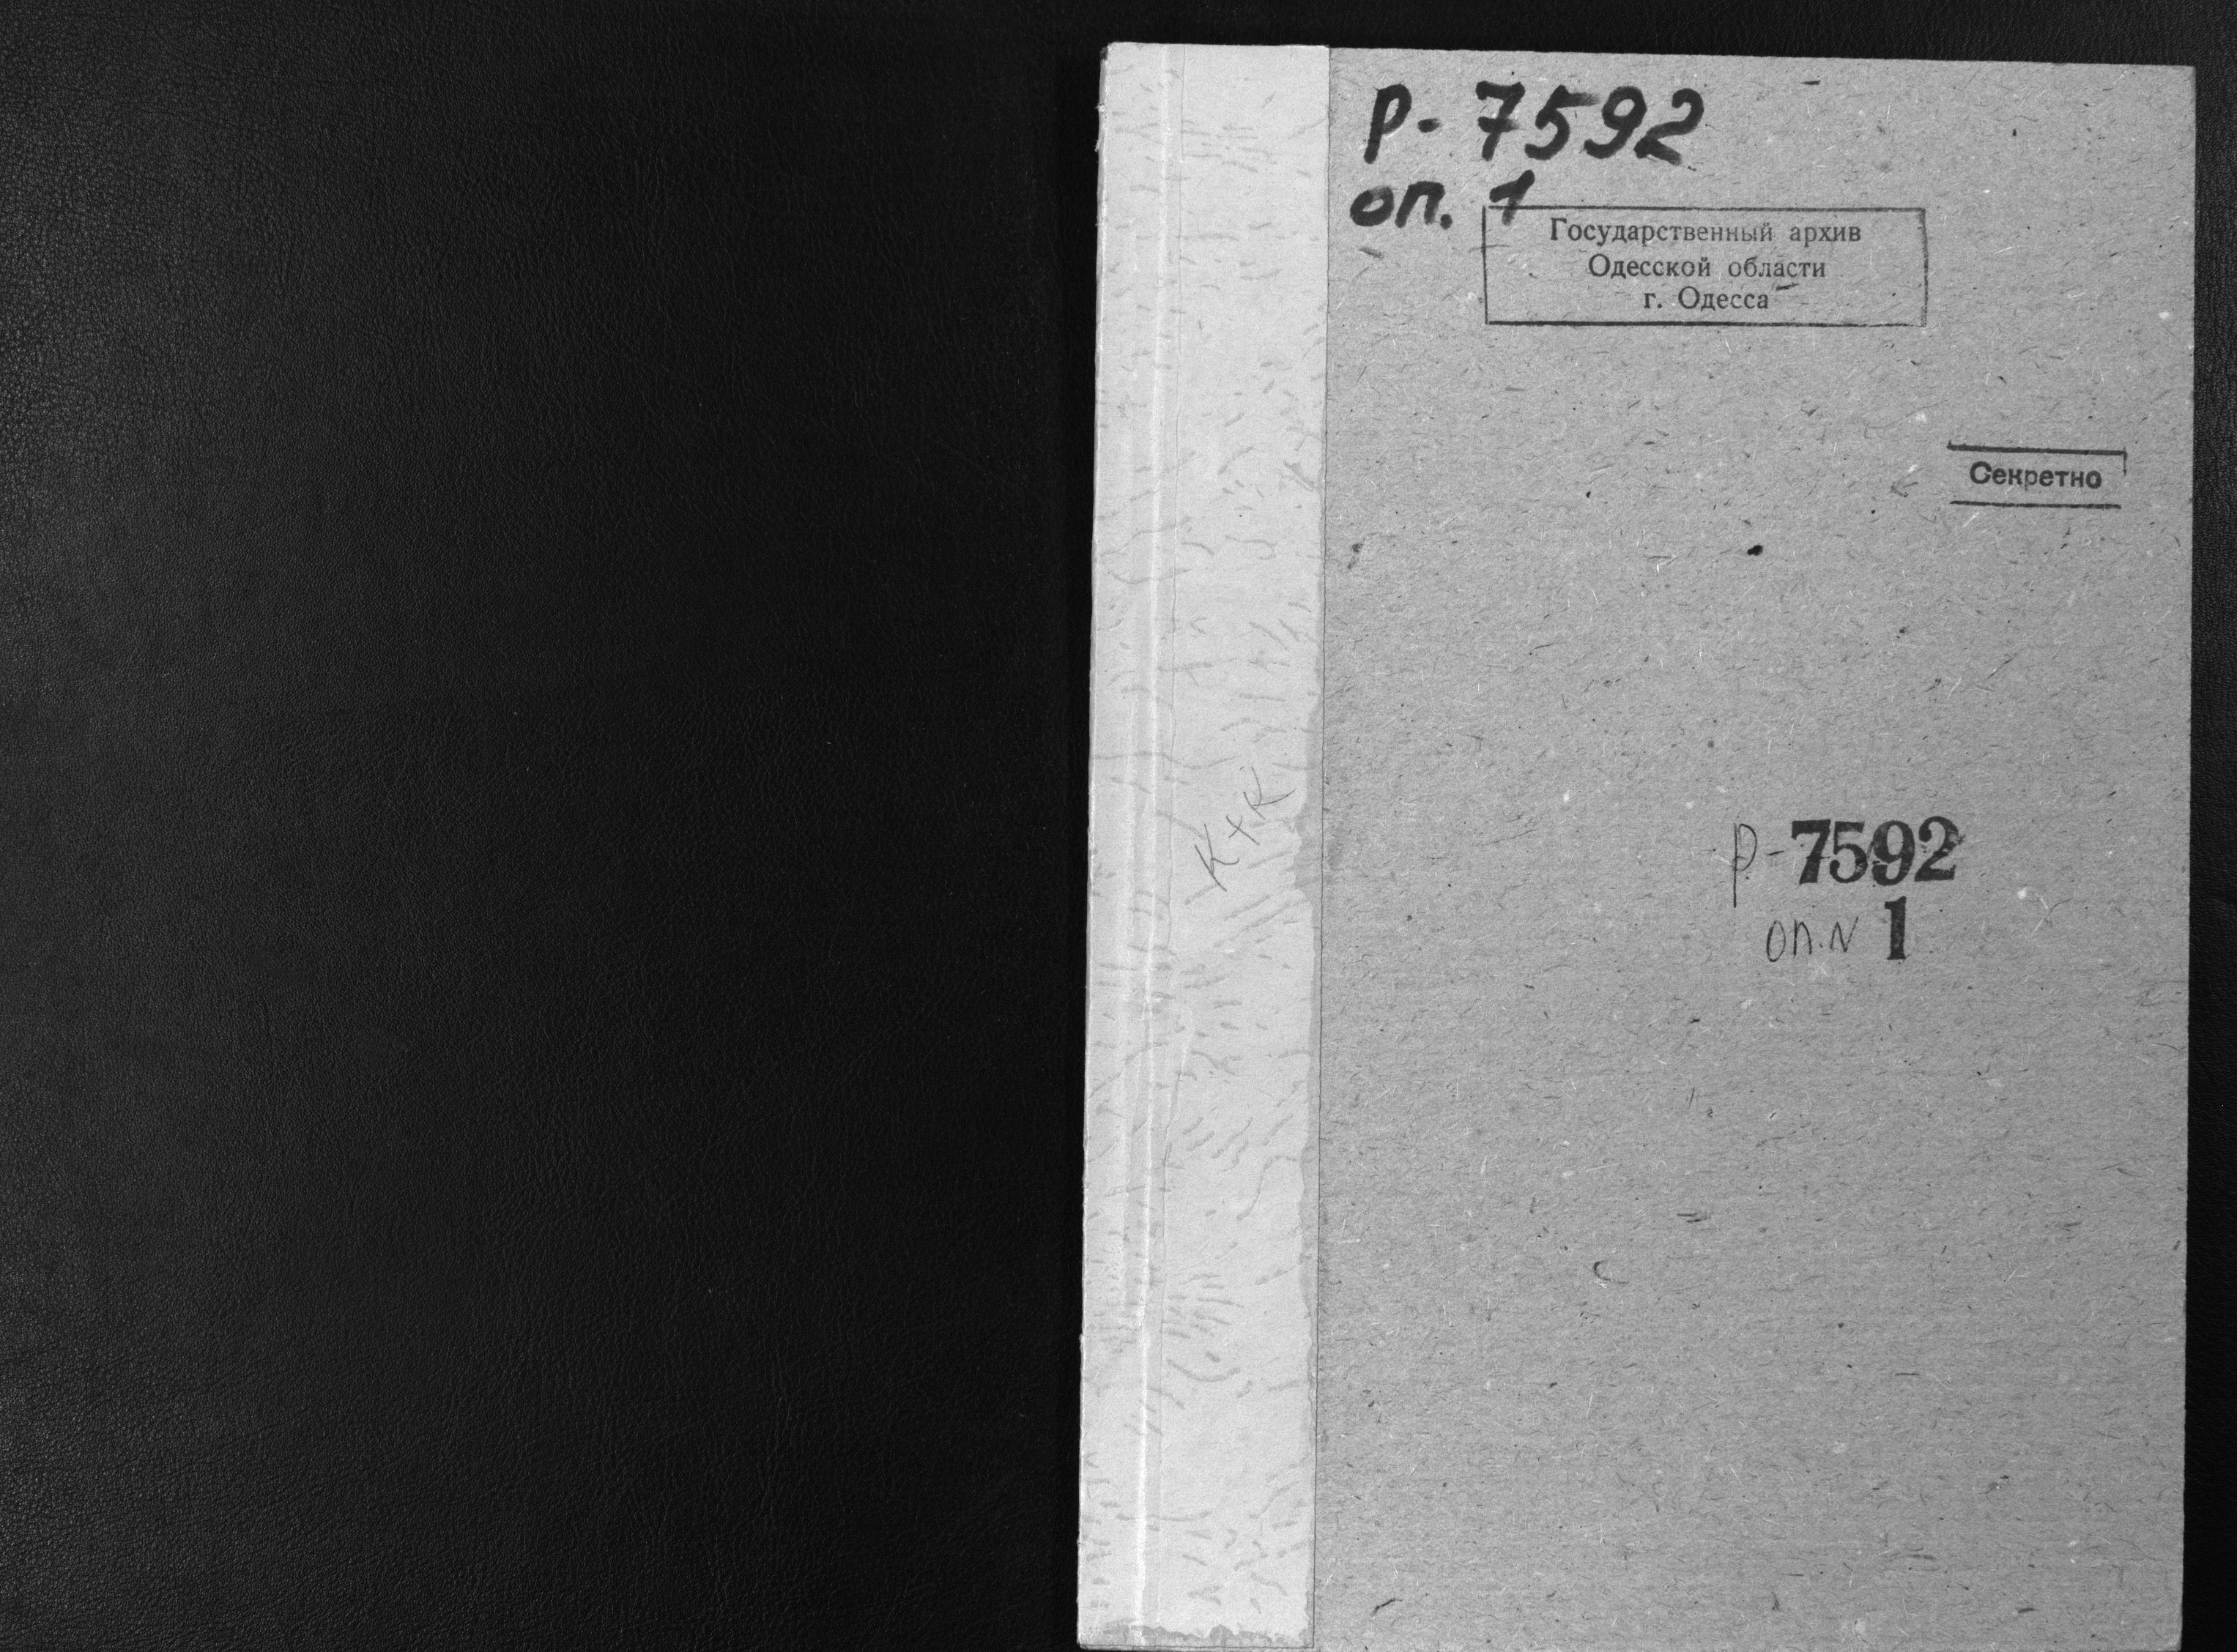 Р- 7592
оп. 1
Государственный архив
Одесской области
г. Одесса
Секретно
К+К
Р-7592
оп.N 1